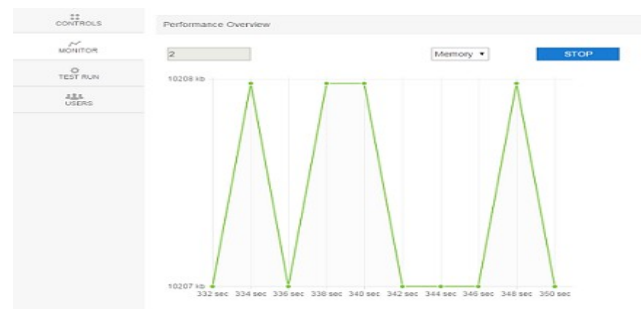 CONTROLS
MONITOR
TEST RUN
USERS
Performance Overview
2
Memory
STOP
10208 kb
10207 kb
332 sec 334 sec 336 sec 338 sec 340 sec 342 sec 344 sec 346 sec 348 sec 350 sec